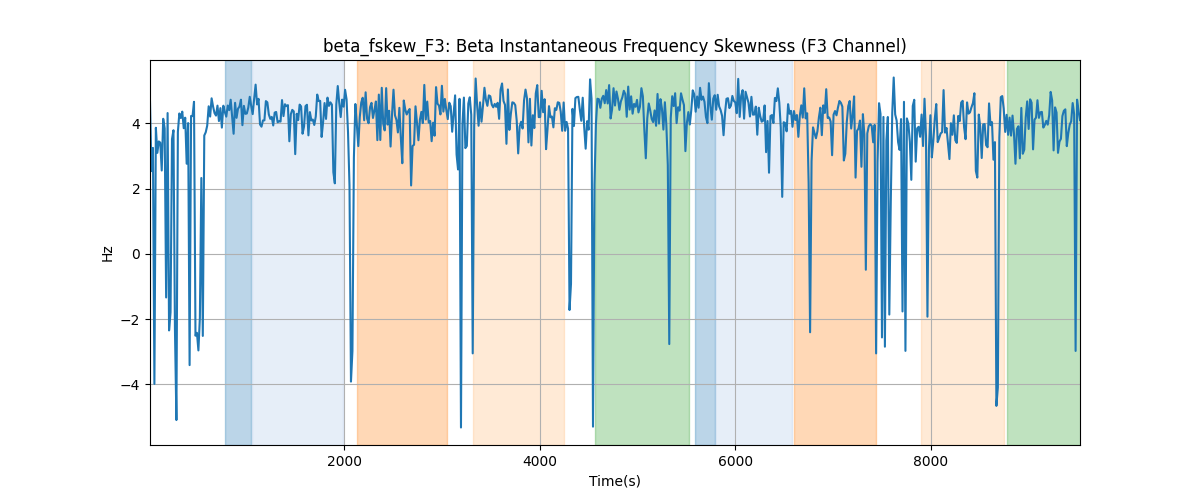 beta_fskew_F3: Beta Instantaneous Frequency Skewness (F3 Channel)
4
2
0
−2
−4
Hz
2000 4000 6000 8000
Time(s)